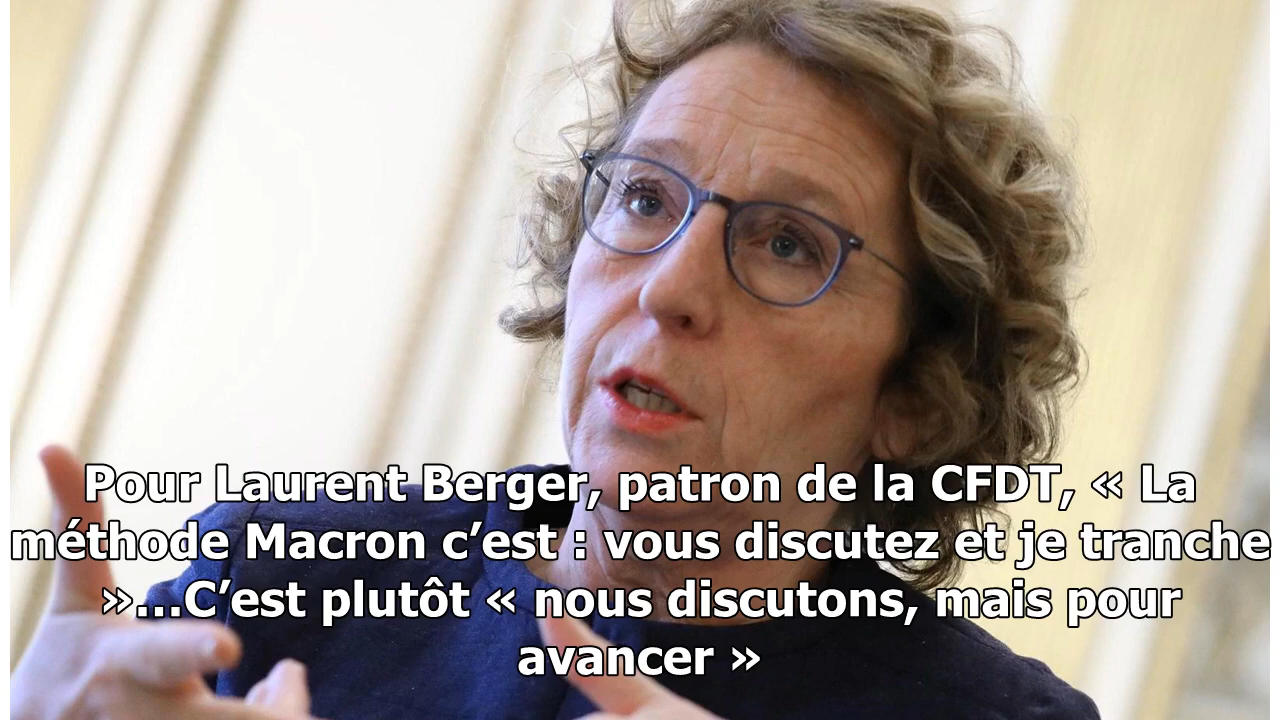 Pour Laurent Berger, patron de la CFDT, « La
méthode Macron c’est : vous discutez et je tranche
»...C’est plutôt « nous discutons, mais pour
avancer »